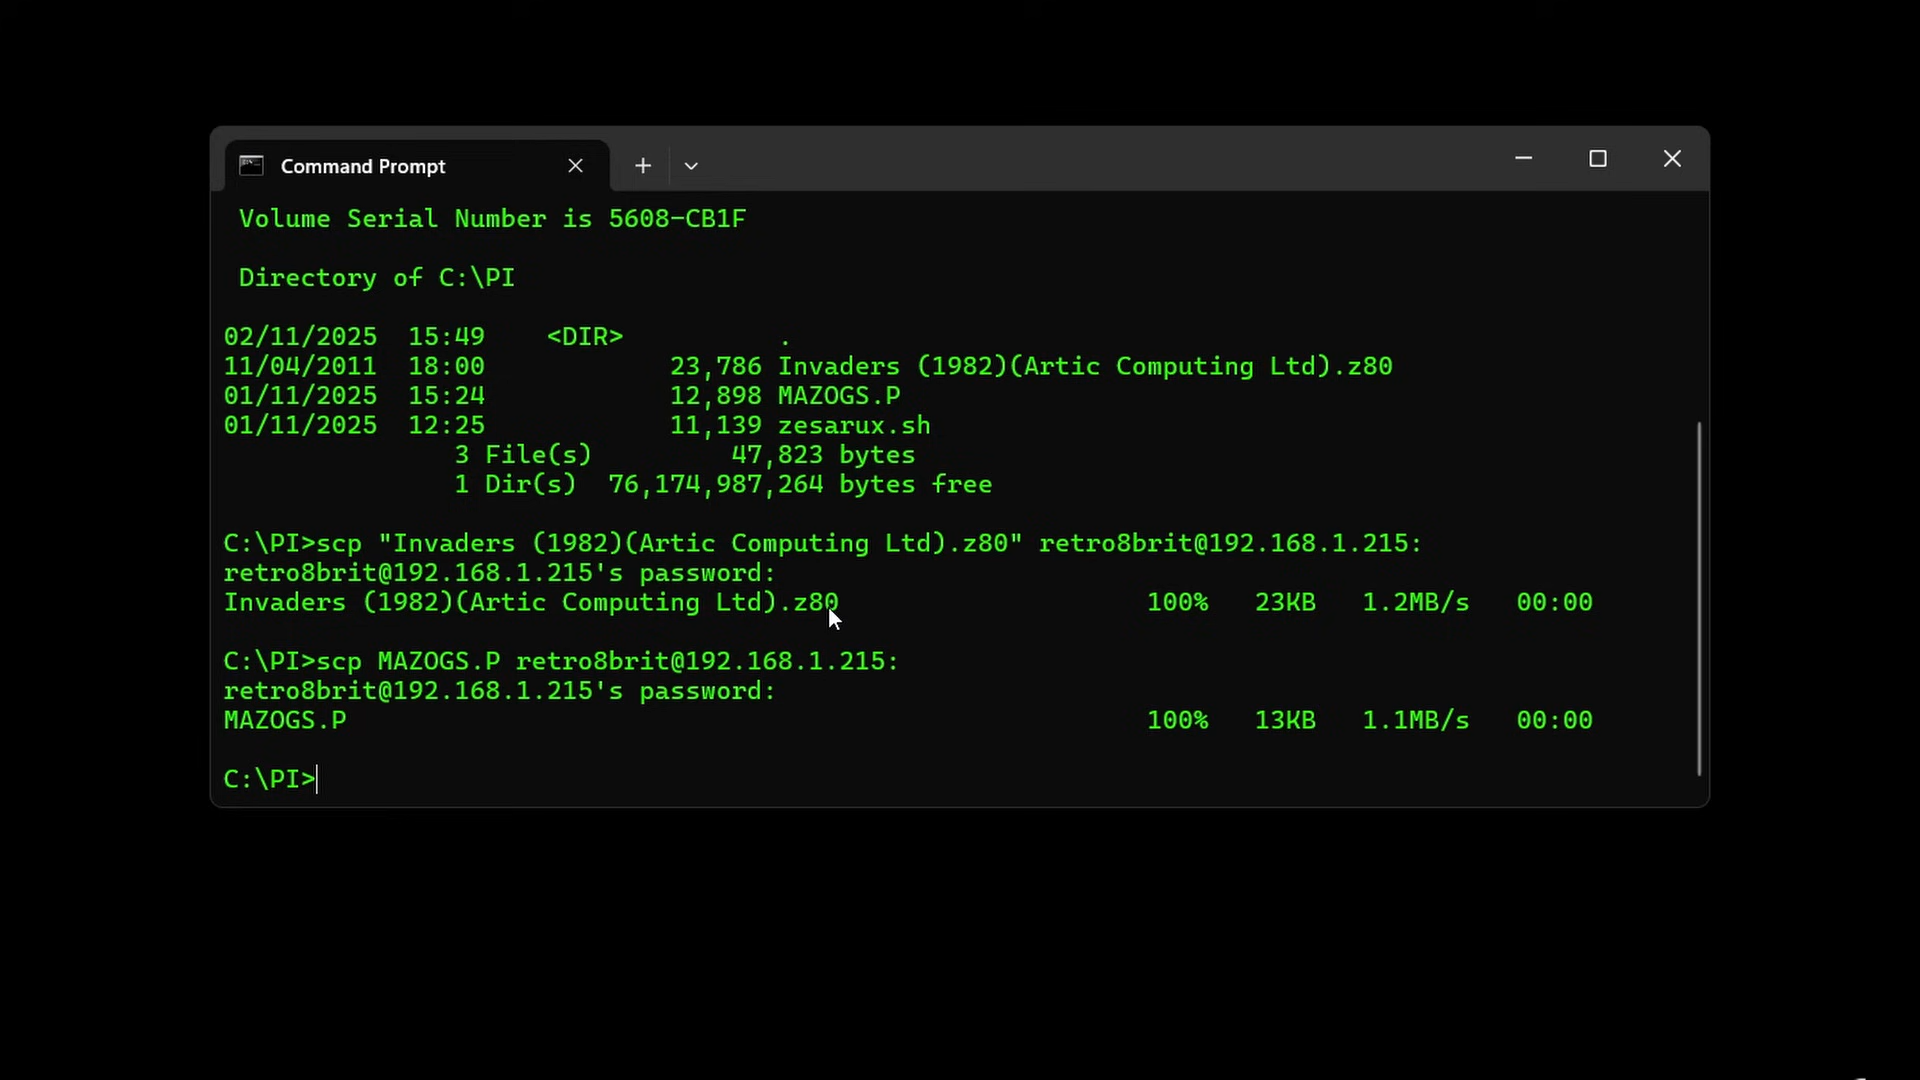 Command Prompt
Volume Serial Number is 5608-CB1F
Directory of C:\PI
02/11/2025  15:49    <DIR>          .
11/04/2011  18:00            23,786 Invaders (1982)(Artic Computing Ltd).z80
01/11/2025  15:24            12,898 MAZOGS.P
01/11/2025  12:25            11,139 zesarux.sh
3 File(s)         47,823 bytes
1 Dir(s)  76,174,987,264 bytes free
C:\PI>scp "Invaders (1982)(Artic Computing Ltd).z80" retro8brit@192.168.1.215:
retro8brit@192.168.1.215's password:
Invaders (1982)(Artic Computing Ltd).z80                    100%   23KB   1.2MB/s   00:00
C:\PI>scp MAZOGS.P retro8brit@192.168.1.215:
retro8brit@192.168.1.215's password:
MAZOGS.P                                                    100%   13KB   1.1MB/s   00:00
C:\PI>